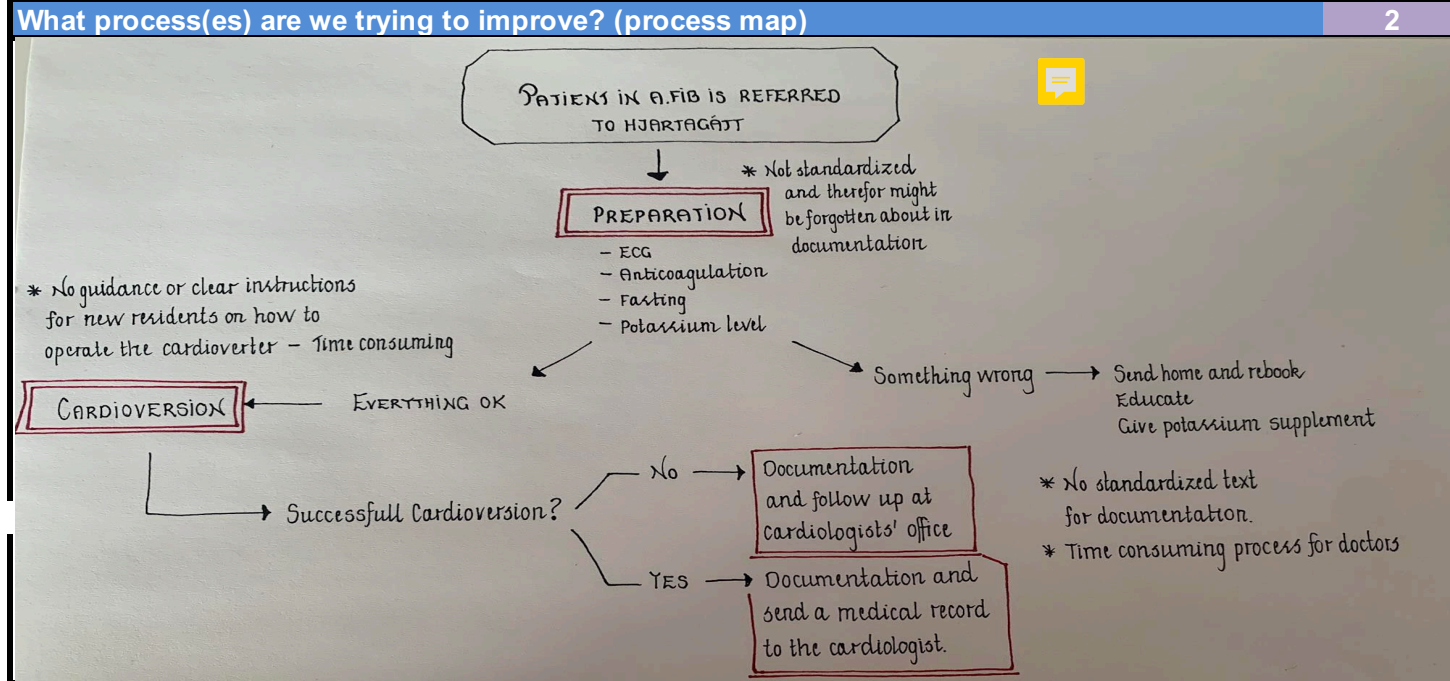 What process(es) are we trying to improve? (process map)
2
PATIENT IN A.FIB IS REFERRED
TO HJARTAGÁTT
* Not standardized
and therefor might
be forgotten about in
documentation
PREPARATION
- ECG
- Anticoagulation
- Fasting
- Potassium level
* No guidance or clear instructions
for new residents on how to
operate the cardioverter - Time consuming
CARDIOVERSION
EVERYTHING OK
Something wrong
Send home and rebook
Educate
Give potassium supplement
Successfull Cardioversion?
No
Documentation
and follow up at
cardiologists' office
YES
Documentation and
send a medical record
to the cardiologist.
* No standardized text
for documentation.
* Time consuming process for doctors